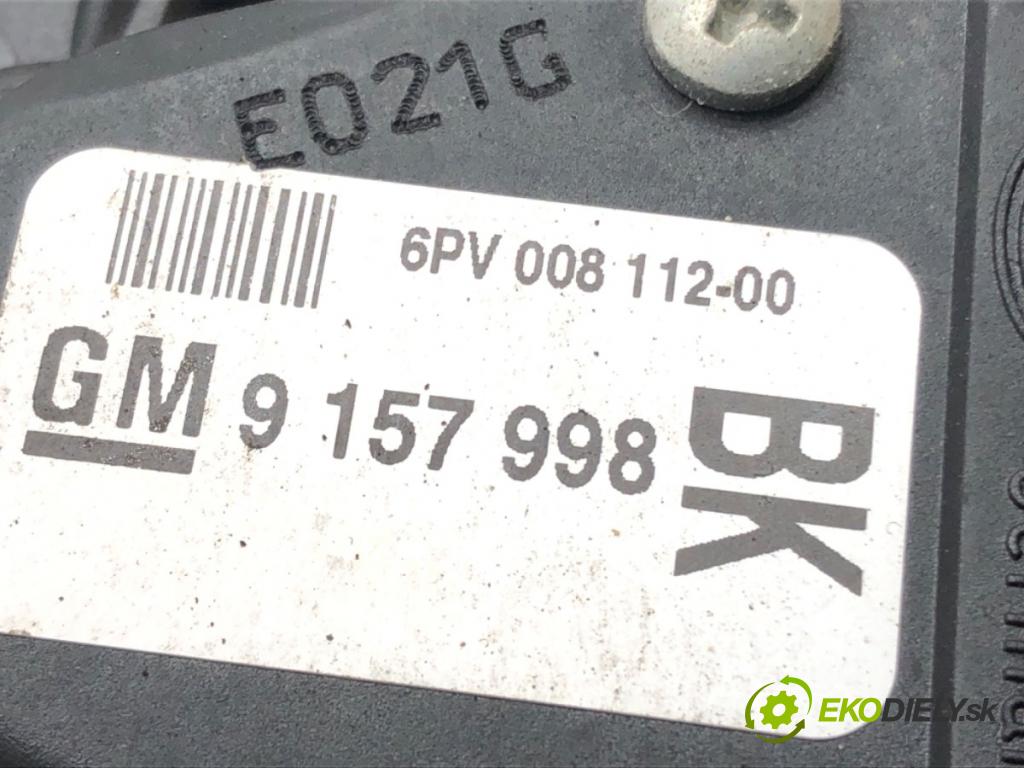 E021G
6PV 008 112-00
GM 9 157 998
BK
EKODIELY.sk